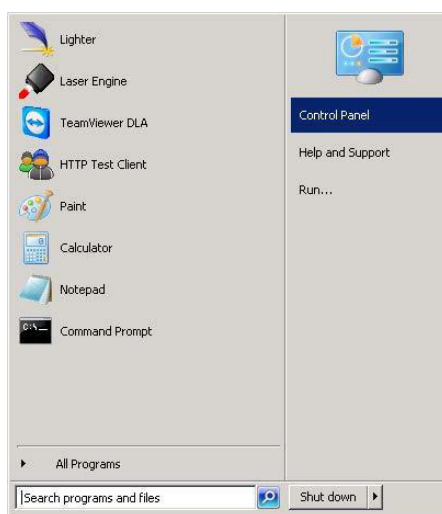 Lighter
Laser Engine
TeamViewer DLA
HTTP Test Client
Paint
Calculator
Notepad
C:\_
Command Prompt
All Programs
Search programs and files
Control Panel
Help and Support
Run...
Shut down